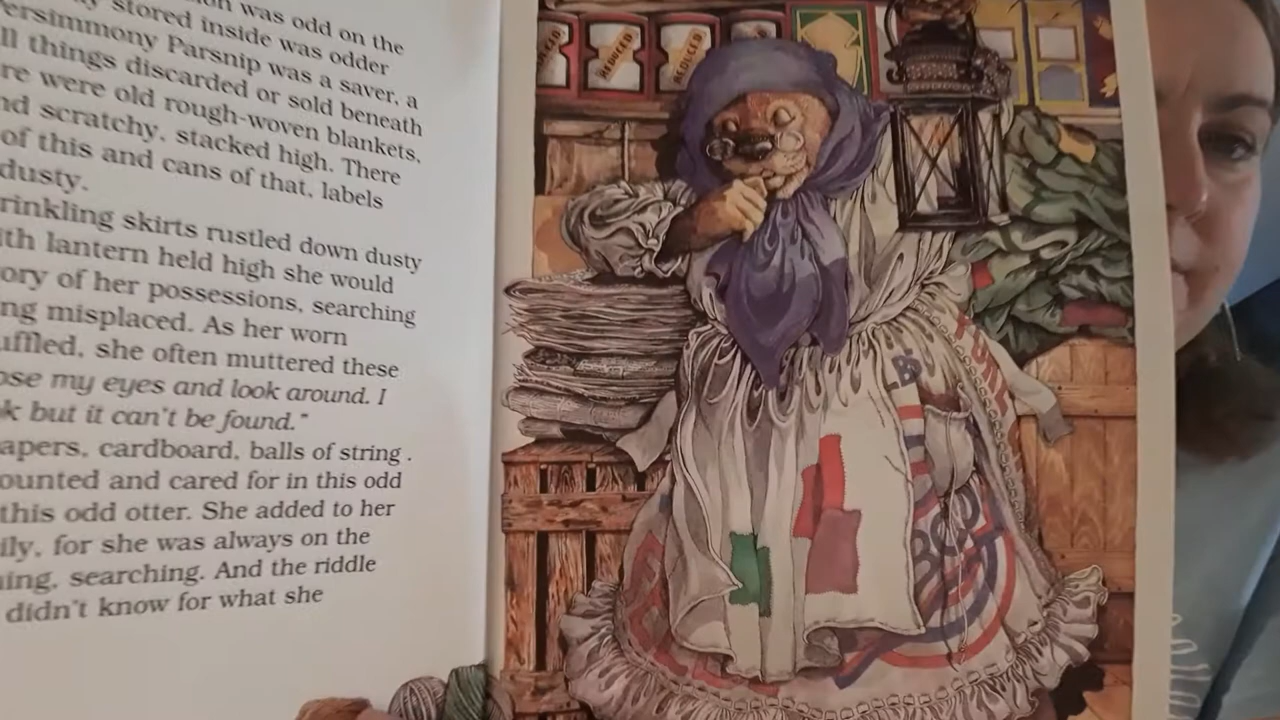 was odd on the
stored inside was odder
ersimmony Parsnip was a saver, a
ll things discarded or sold beneath
re were old rough-woven blankets,
nd scratchy, stacked high. There
of this and cans of that, labels
dusty.
rinkling skirts rustled down dusty
ith lantern held high she would
ory of her possessions, searching
ng misplaced. As her worn
uffled, she often muttered these
ose my eyes and look around. I
k but it can't be found."
apers, cardboard, balls of string.
ounted and cared for in this odd
this odd otter. She added to her
ily, for she was always on the
ing, searching. And the riddle
didn't know for what she
REDUCED
REDUCED
LBS